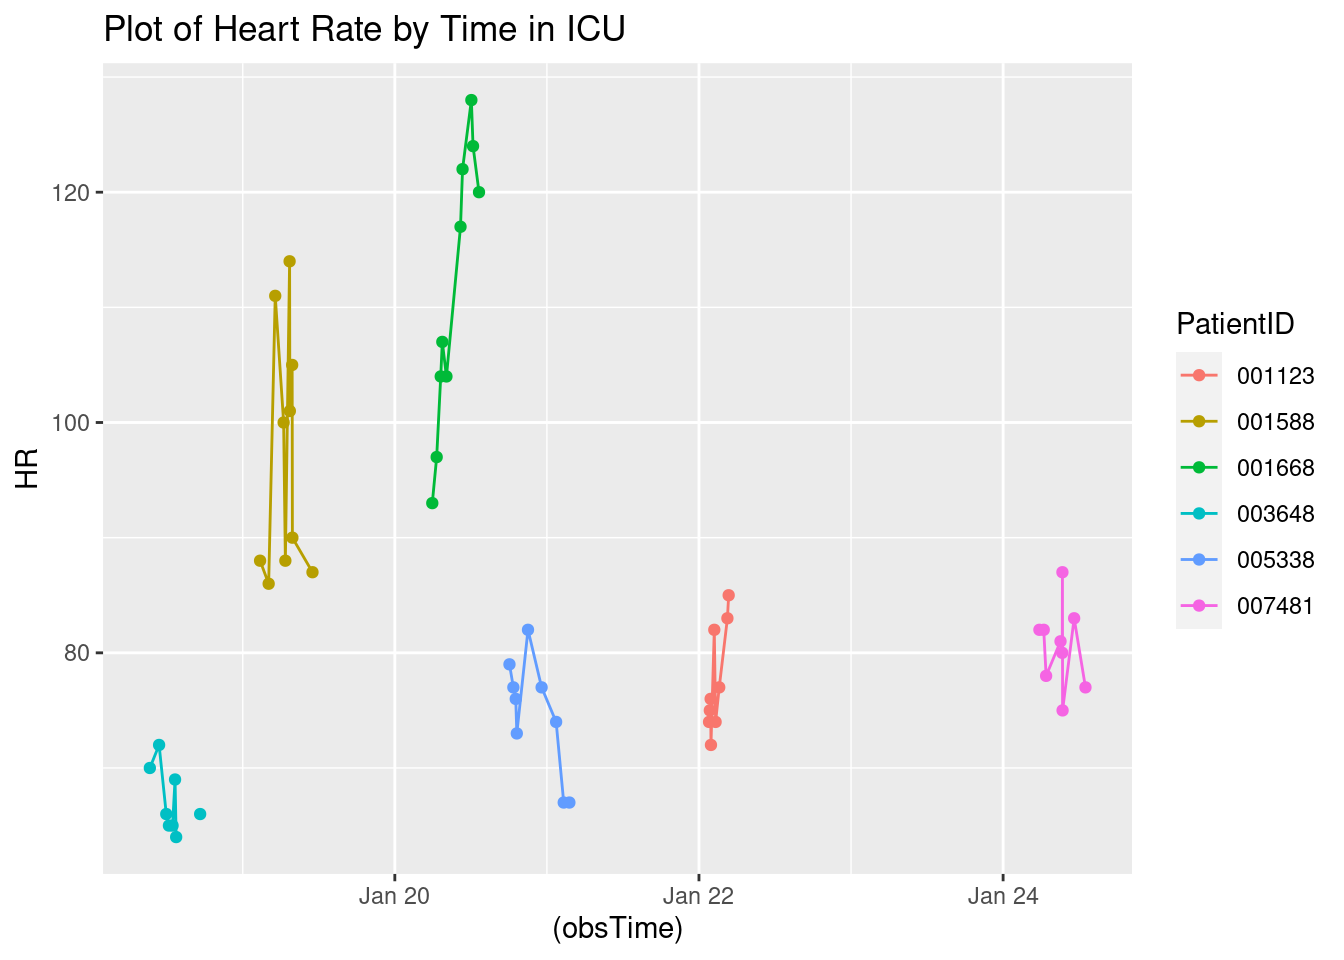 Plot of Heart Rate by Time in ICU
120
100
80
HR
Jan 20
Jan 22
Jan 24
(obsTime)
PatientID
001123
001588
001668
003648
005338
007481